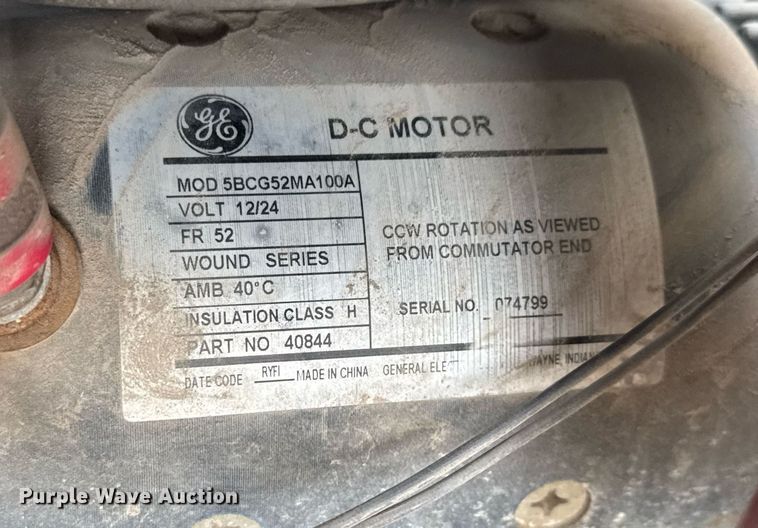 GE
D-C MOTOR
MOD 5BCG52MA100A
VOLT 12/24
FR 52
WOUND SERIES
AMB 40°C
INSULATION CLASS H
PART NO 40844
CCW ROTATION AS VIEWED
FROM COMMUTATOR END
SERIAL NO. 074799
DATE CODE RYFI MADE IN CHINA GENERAL
Purple Wave Auction